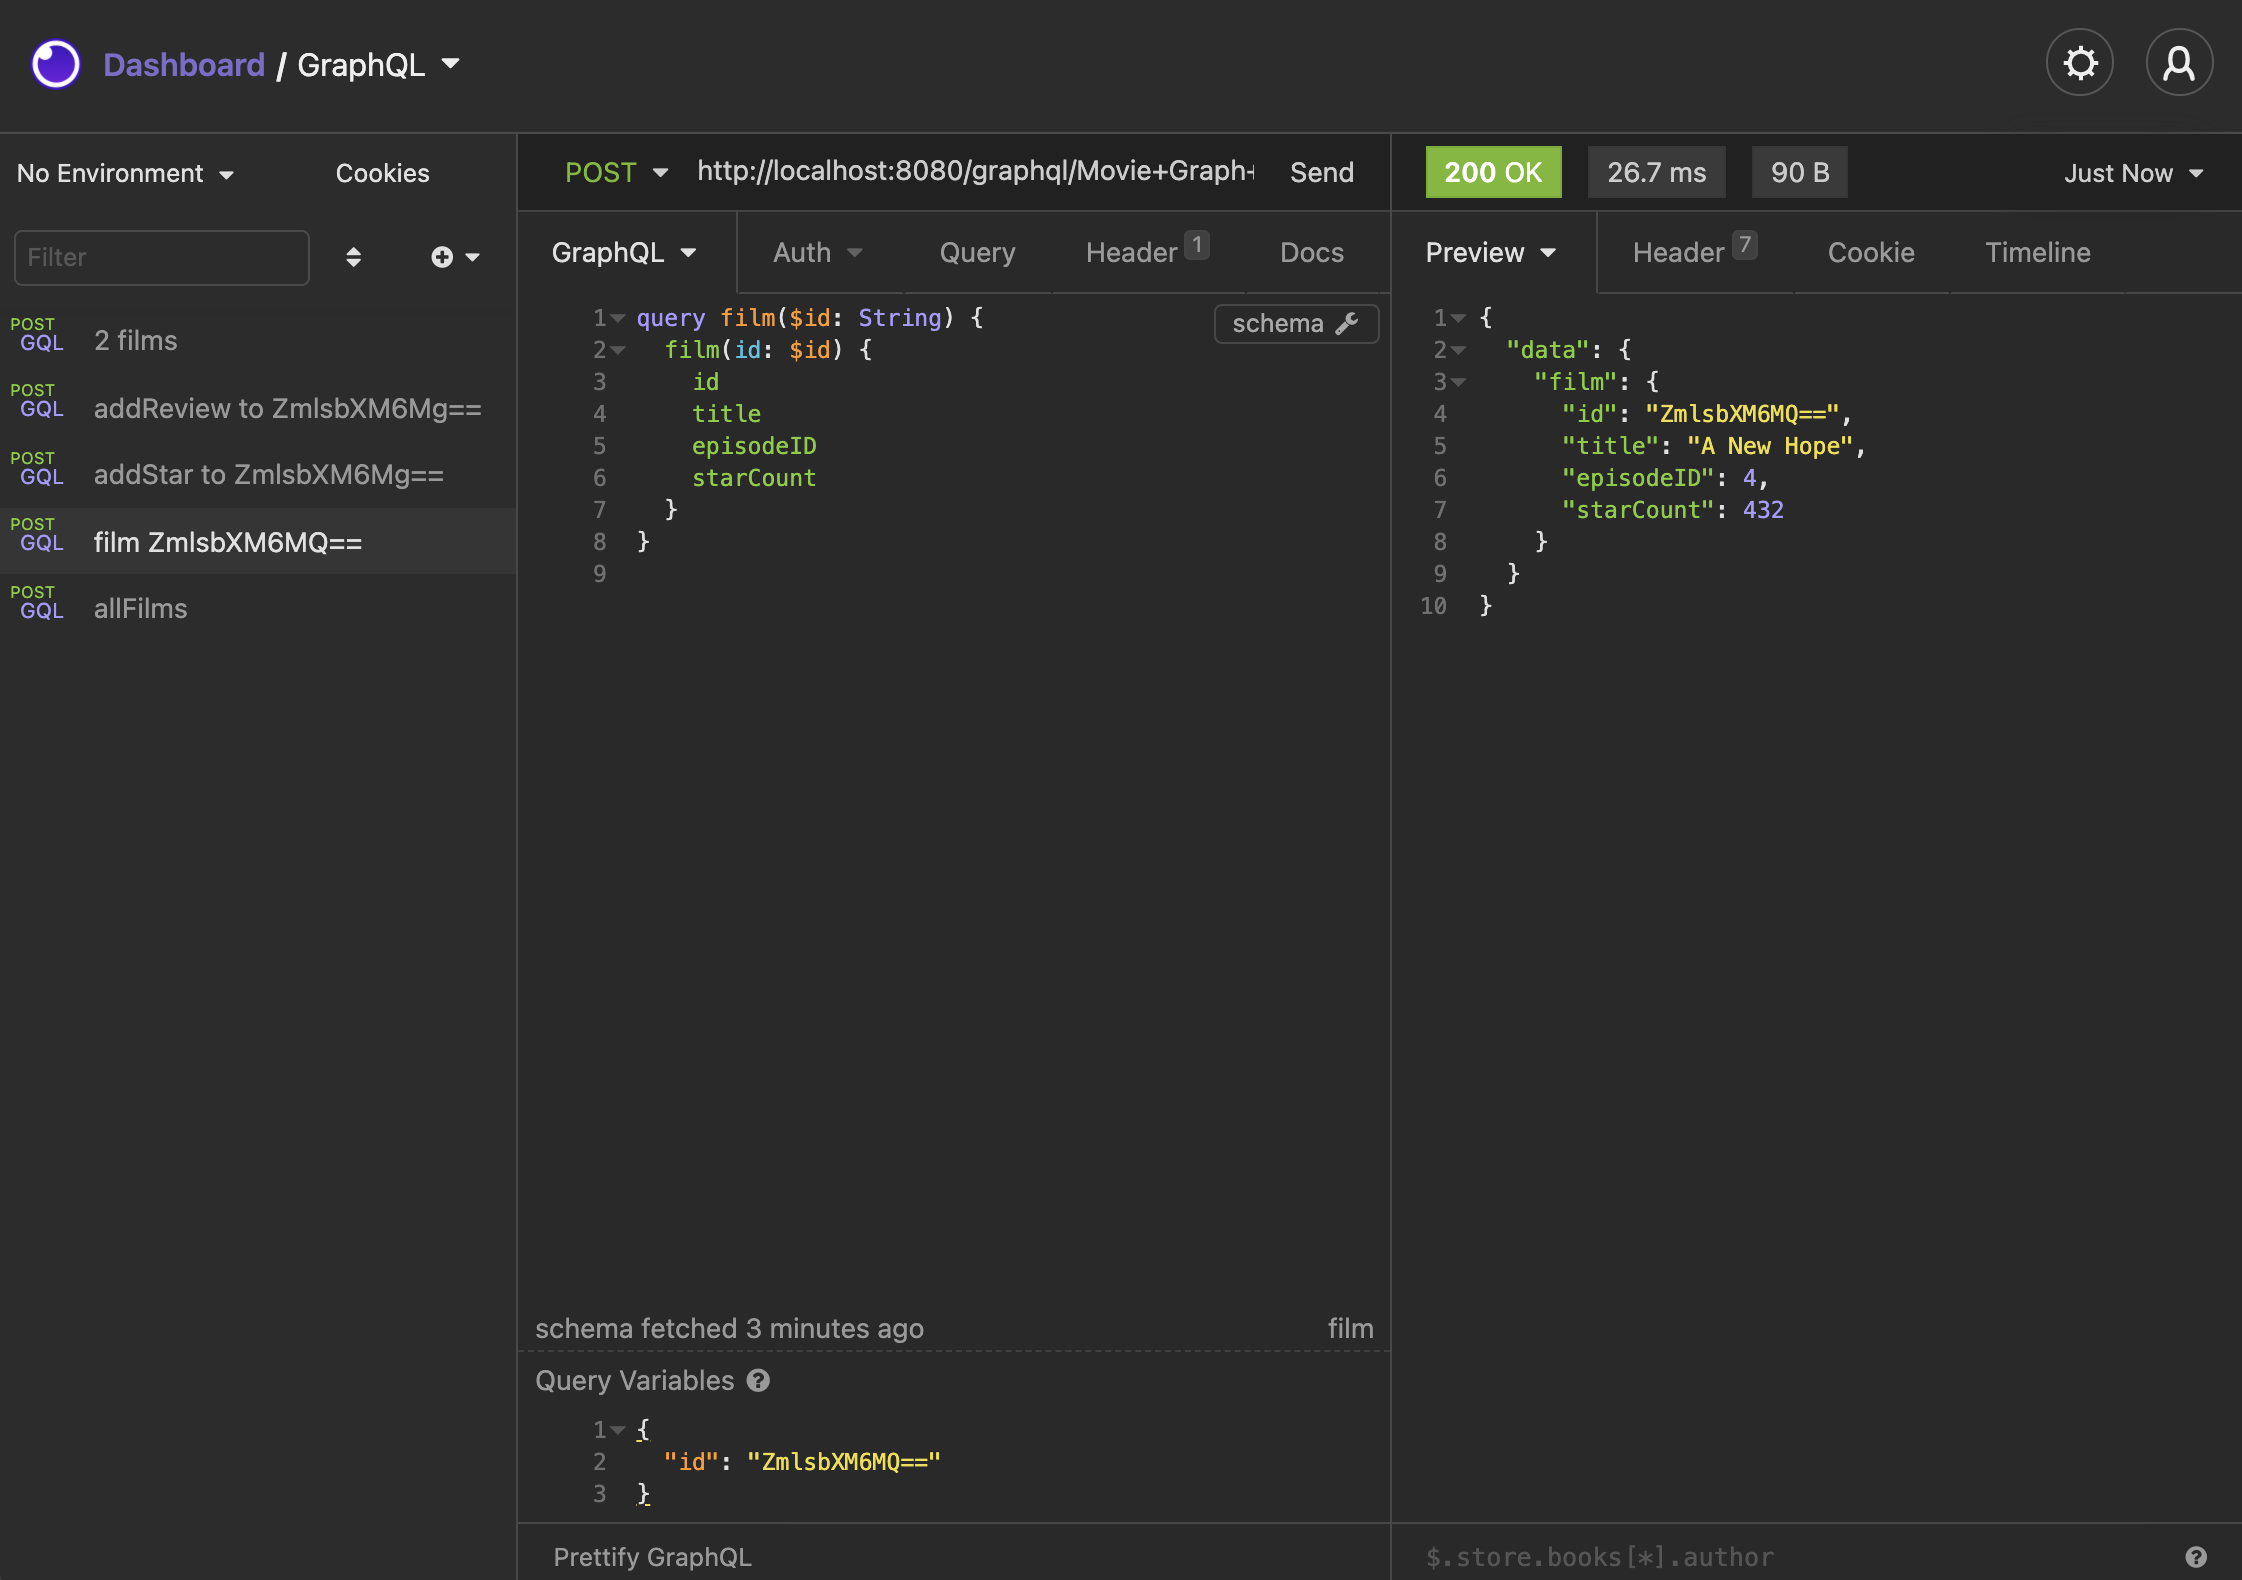 Dashboard / GraphQL
No Environment
Cookies
Filter
POST GQL 2 films
POST GQL addReview to ZmlsbXM6Mg==
POST GQL addStar to ZmlsbXM6Mg==
POST GQL film ZmlsbXM6MQ==
POST GQL allFilms
POST http://localhost:8080/graphql/Movie+Graph+ Send
GraphQL Auth Query Header 1 Docs
schema
1 query film($id: String) {
2 film(id: $id) {
3 id
4 title
5 episodeID
6 starCount
7 }
8 }
9
schema fetched 3 minutes ago film
Query Variables ?
1 {
2 "id": "ZmlsbXM6MQ=="
3 }
Prettify GraphQL
200 OK 26.7 ms 90 B Just Now
Preview Header 7 Cookie Timeline
1 {
2 "data": {
3 "film": {
4 "id": "ZmlsbXM6MQ==",
5 "title": "A New Hope",
6 "episodeID": 4,
7 "starCount": 432
8 }
9 }
10 }
$.store.books[*].author ?